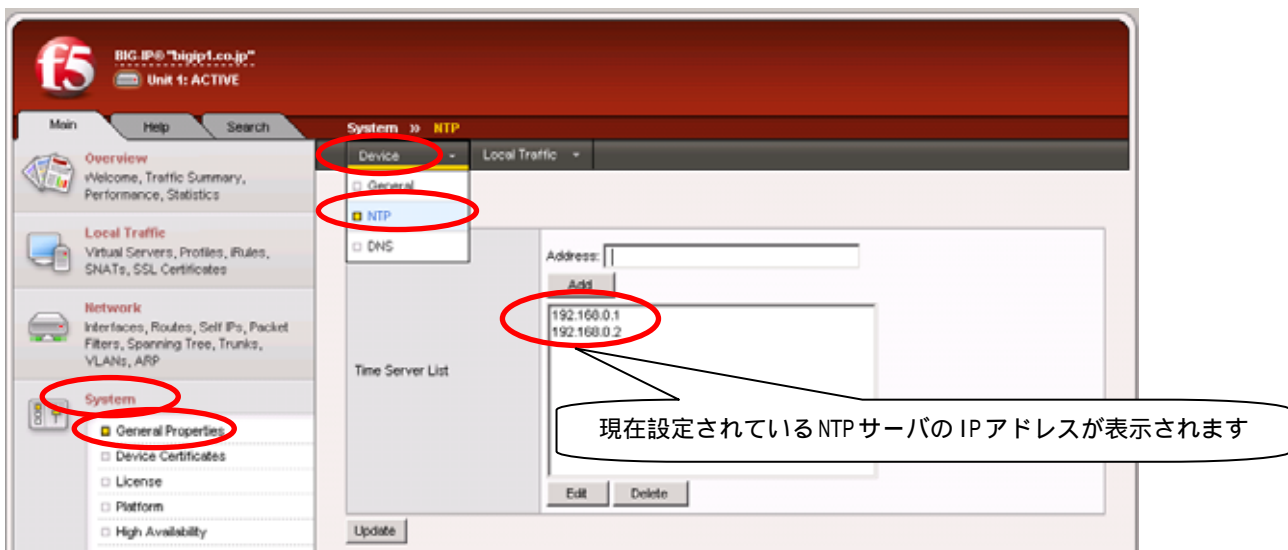 f5
BIG-IP® "bigip1.co.jp"
Unit 1: ACTIVE
Main
Help
Search
System » NTP
Overview
Welcome, Traffic Summary,
Performance, Statistics
Local Traffic
Virtual Servers, Profiles, iRules,
SNATs, SSL Certificates
Network
Interfaces, Routes, Self IPs, Packet
Filters, Spanning Tree, Trunks,
VLANs, ARP
System
General Properties
Device Certificates
License
Platform
High Availability
Device
Local Traffic
General
NTP
DNS
Address:
Add
192.168.0.1
192.168.0.2
Time Server List
現在設定されているNTPサーバのIPアドレスが表示されます
Edit
Delete
Update